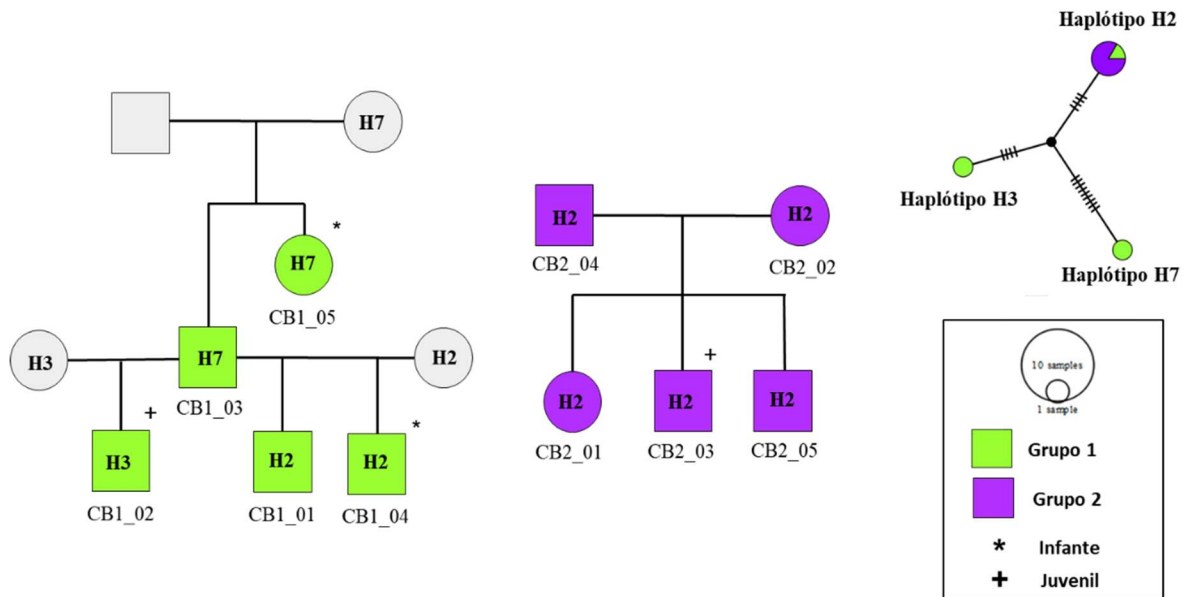 H7
H7
*
CB1_05
H3
H7
H2
CB1_03
+
*
H3
H2
H2
CB1_02
CB1_01
CB1_04
H2
H2
CB2_04
CB2_02
+
H2
H2
H2
CB2_01
CB2_03
CB2_05
Haplótipo H2
Haplótipo H3
Haplótipo H7
10 samples
1 sample
Grupo 1
Grupo 2
* Infante
+ Juvenil